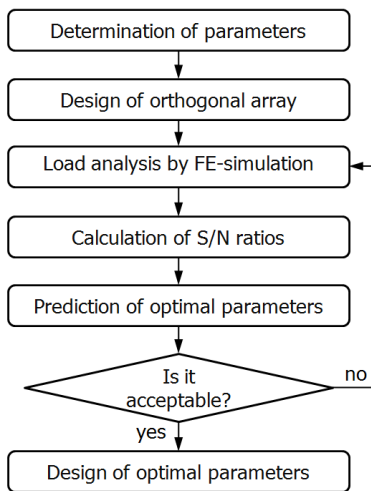 Determination of parameters
Design of orthogonal array
Load analysis by FE-simulation
Calculation of S/N ratios
Prediction of optimal parameters
Is it
acceptable?
no
yes
Design of optimal parameters